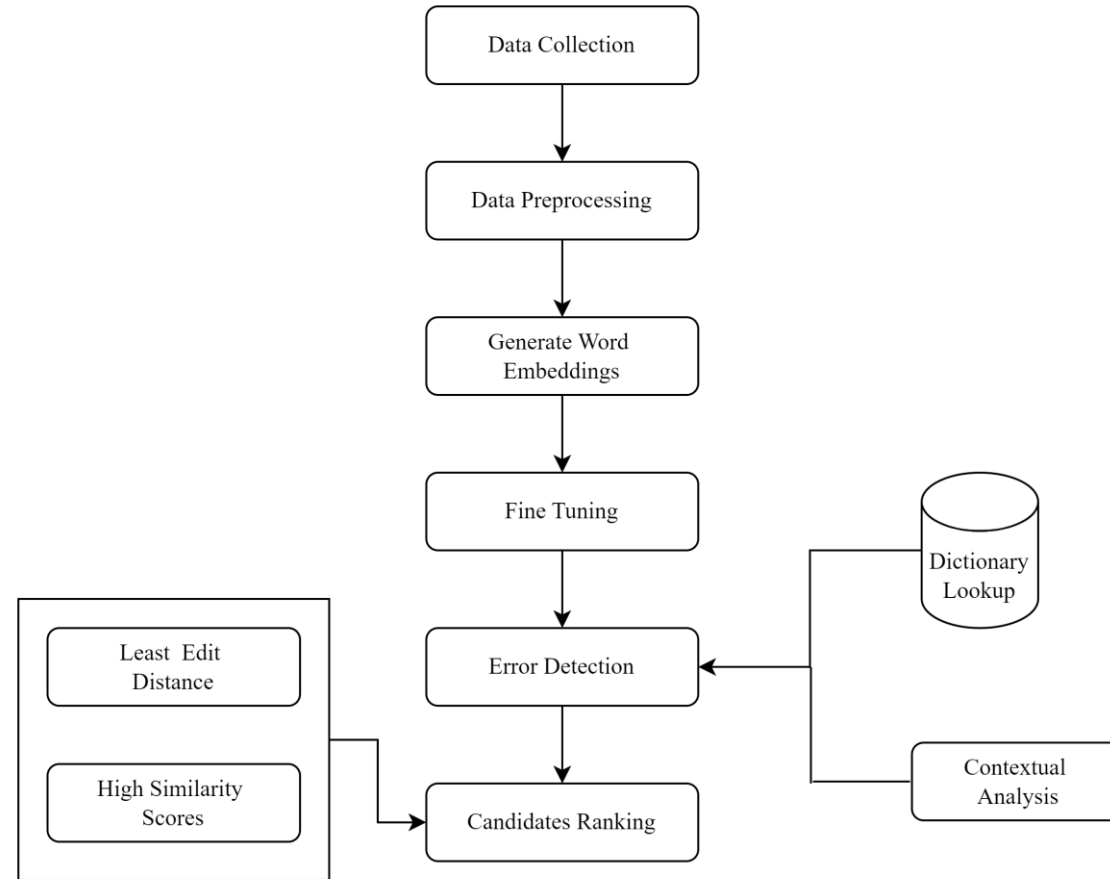 Data Collection
Data Preprocessing
Generate Word
Embeddings
Fine Tuning
Dictionary
Lookup
Least Edit
Distance
Error Detection
High Similarity
Scores
Candidates Ranking
Contextual
Analysis